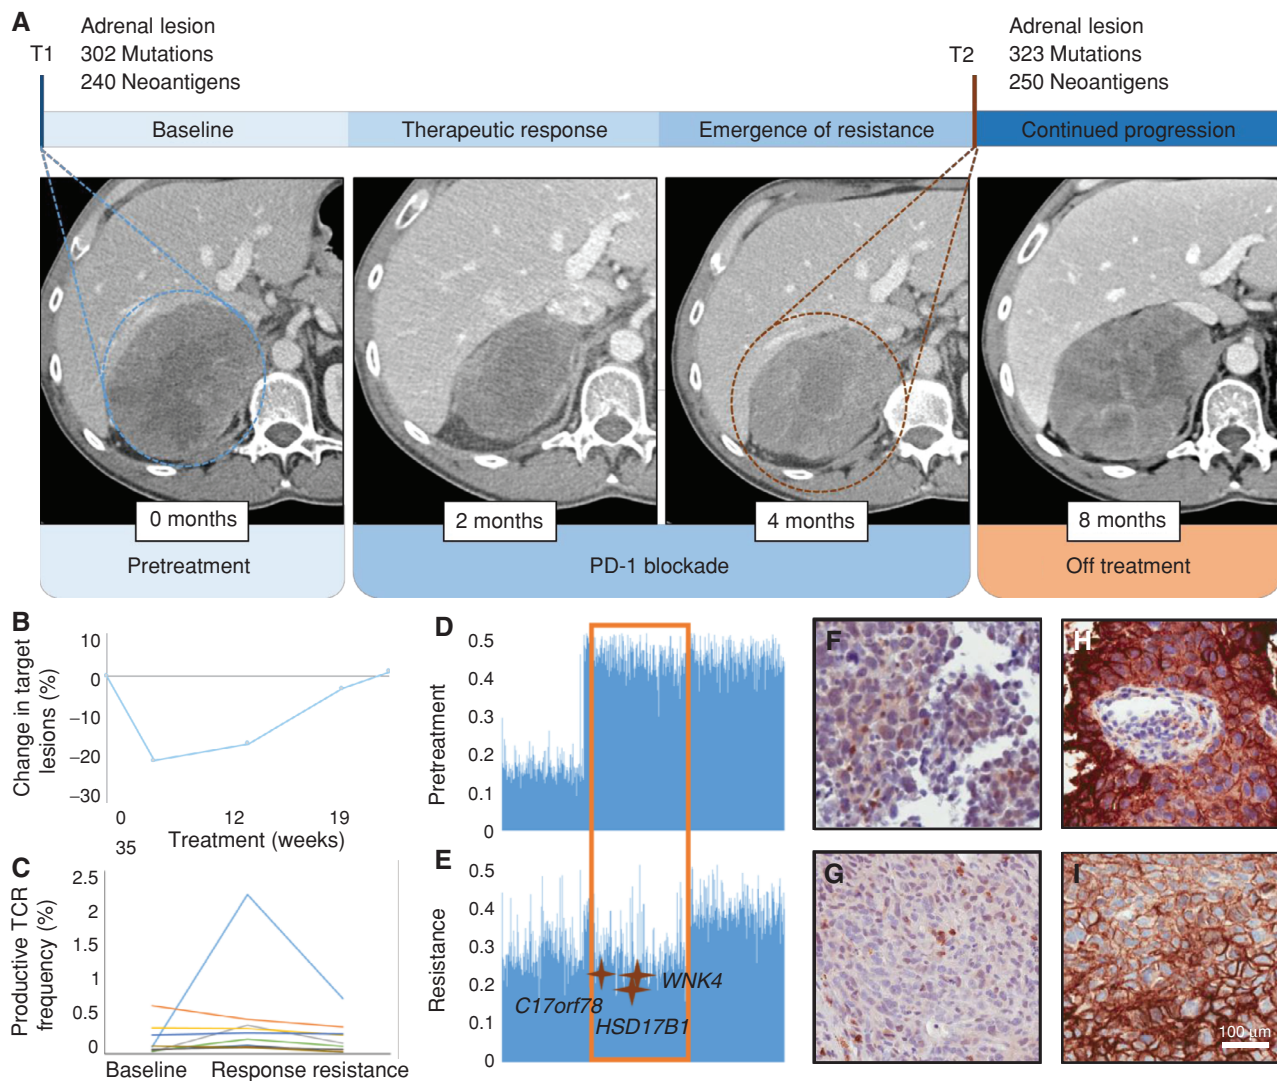 A
T1
Adrenal lesion
302 Mutations
240 Neoantigens
T2
Adrenal lesion
323 Mutations
250 Neoantigens
Baseline
Therapeutic response
Emergence of resistance
Continued progression
0 months
2 months
4 months
8 months
Pretreatment
PD-1 blockade
Off treatment
B
Change in target
lesions (%)
10
0
−10
−20
−30
0
12
19
Treatment (weeks)
35
C
Productive TCR
frequency (%)
2.5
2
1.5
1
0.5
0
Baseline
Response resistance
D
Pretreatment
0.5
0.4
0.3
0.2
0.1
0
E
Resistance
0.5
0.4
0.3
0.2
0.1
0
C17orf78
WNK4
HSD17B1
F
H
G
I
100 µm